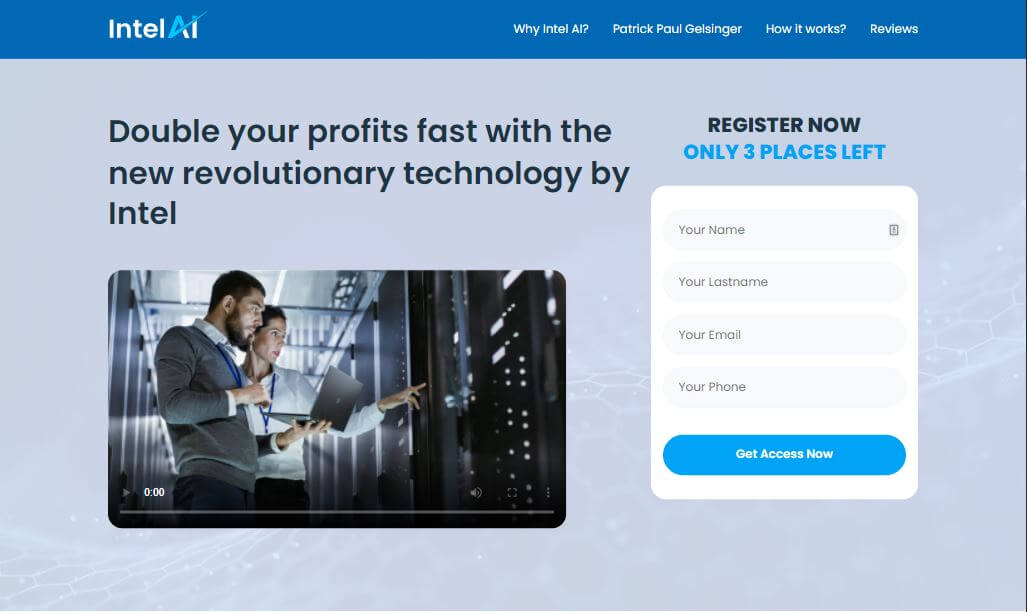 Intel AI
Why Intel AI?
Patrick Paul Gelsinger
How it works?
Reviews
Double your profits fast with the
new revolutionary technology by
Intel
0:00
REGISTER NOW
ONLY 3 PLACES LEFT
Your Name
Your Lastname
Your Email
Your Phone
Get Access Now